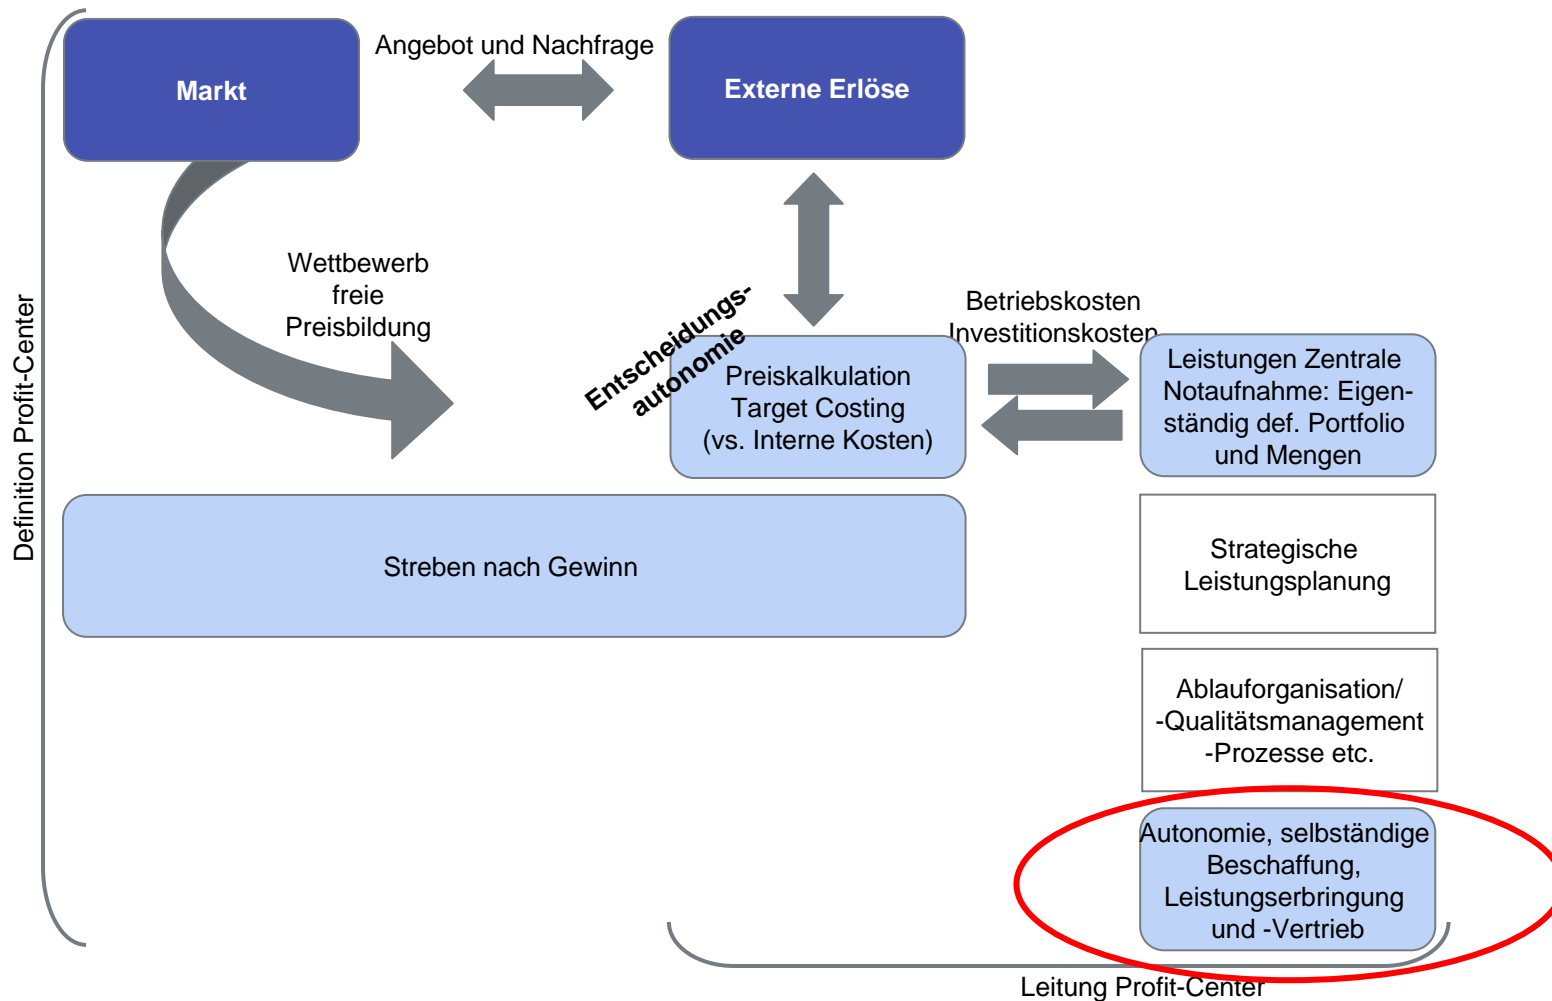 Angebot und Nachfrage
Markt
Externe Erlöse
Wettbewerb
freie
Preisbildung
Entscheidungs-
autonomie
Betriebskosten
Investitionskosten
Preiskalkulation
Target Costing
(vs. Interne Kosten)
Leistungen Zentrale
Notaufnahme: Eigen-
ständig def. Portfolio
und Mengen
Definition Profit-Center
Streben nach Gewinn
Strategische
Leistungsplanung
Ablauforganisation/
-Qualitätsmanagement
-Prozesse etc.
Autonomie, selbständige
Beschaffung,
Leistungserbringung
und -Vertrieb
Leitung Profit-Center